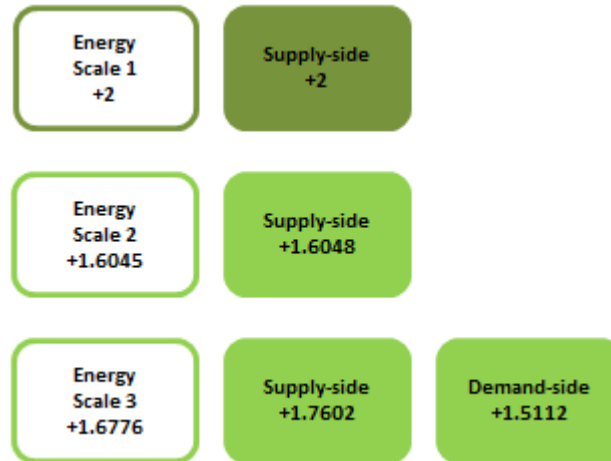 Energy
Scale 1
+2
Supply-side
+2
Energy
Scale 2
+1.6045
Supply-side
+1.6048
Energy
Scale 3
+1.6776
Supply-side
+1.7602
Demand-side
+1.5112